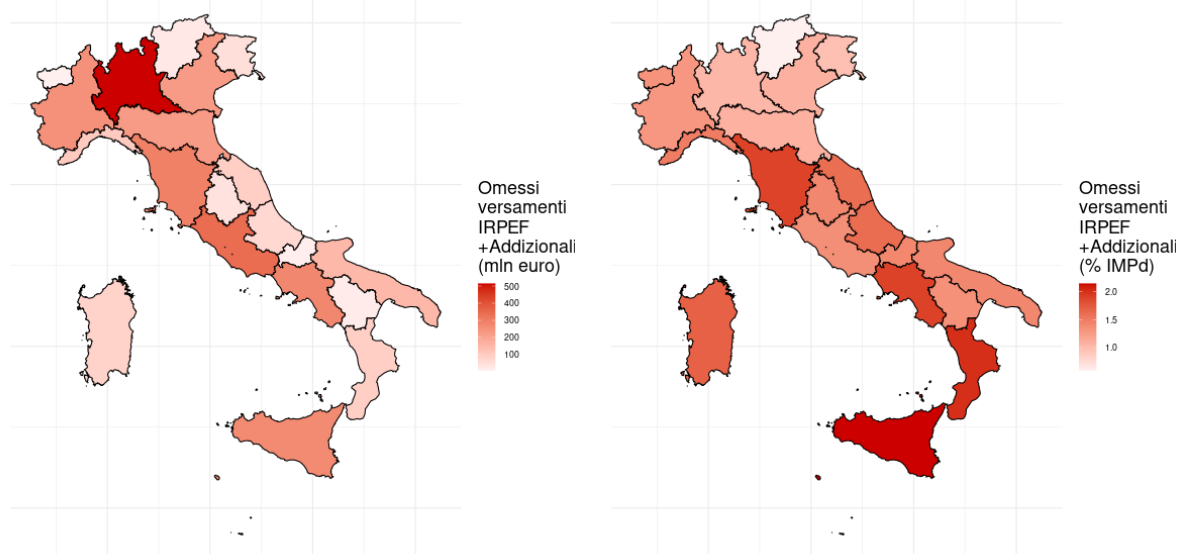 Omessi
versamenti
IRPEF
+Addizionali
(mln euro)
500
400
300
200
100
Omessi
versamenti
IRPEF
+Addizionali
(% IMPd)
2.0
1.5
1.0